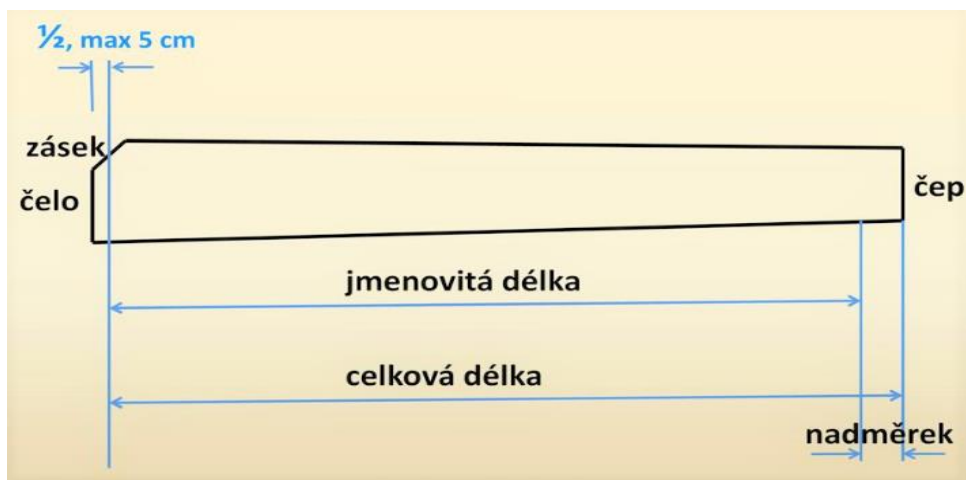 ½, max 5 cm
zásek
čelo
čep
jmenovitá délka
celková délka
nadměrek